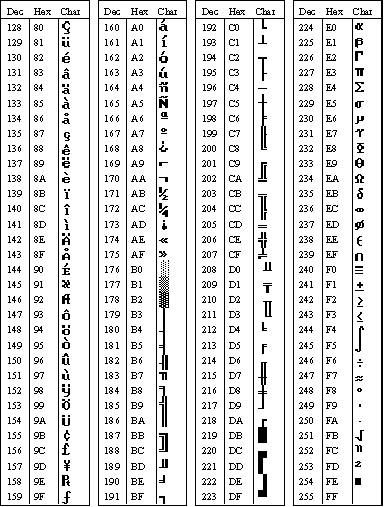 Dec Hex Char
128 80 Ç
129 81 ü
130 82 é
131 83 â
132 84 ä
133 85 à
134 86 å
135 87 ç
136 88 ê
137 89 ë
138 8A è
139 8B ï
140 8C î
141 8D ì
142 8E Ä
143 8F Å
144 90 É
145 91 æ
146 92 Æ
147 93 ô
148 94 ö
149 95 ò
150 96 û
151 97 ù
152 98 ÿ
153 99 Ö
154 9A Ü
155 9B ¢
156 9C £
157 9D ¥
158 9E ₧
159 9F ƒ
Dec Hex Char
160 A0 á
161 A1 í
162 A2 ó
163 A3 ú
164 A4 ñ
165 A5 Ñ
166 A6 ª
167 A7 º
168 A8 ¿
169 A9 ⌐
170 AA ¬
171 AB ½
172 AC ¼
173 AD ¡
174 AE «
175 AF »
176 B0 ░
177 B1 ▒
178 B2 ▓
179 B3 │
180 B4 ┤
181 B5 ╡
182 B6 ╢
183 B7 ╖
184 B8 ╕
185 B9 ╣
186 BA ║
187 BB ╗
188 BC ╝
189 BD ╜
190 BE ╛
191 BF ┐
Dec Hex Char
192 C0 └
193 C1 ┴
194 C2 ┬
195 C3 ├
196 C4 ─
197 C5 ┼
198 C6 ╞
199 C7 ╟
200 C8 ╚
201 C9 ╔
202 CA ╩
203 CB ╦
204 CC ╠
205 CD ═
206 CE ╬
207 CF ╧
208 D0 ╨
209 D1 ╤
210 D2 ╥
211 D3 ╙
212 D4 ╘
213 D5 ╒
214 D6 ╓
215 D7 ╫
216 D8 ╪
217 D9 ┘
218 DA ┌
219 DB █
220 DC ▄
221 DD ▌
222 DE ▐
223 DF ▀
Dec Hex Char
224 E0 α
225 E1 β
226 E2 Γ
227 E3 π
228 E4 Σ
229 E5 σ
230 E6 μ
231 E7 γ
232 E8 Φ
233 E9 Θ
234 EA Ω
235 EB δ
236 EC ∞
237 ED ø
238 EE ∈
239 EF ∩
240 F0 ≡
241 F1 ±
242 F2 ≥
243 F3 ≤
244 F4 ⌠
245 F5 ⌡
246 F6 ÷
247 F7 ≈
248 F8 °
249 F9 ∙
250 FA ·
251 FB √
252 FC ⁿ
253 FD ²
254 FE ■
255 FF